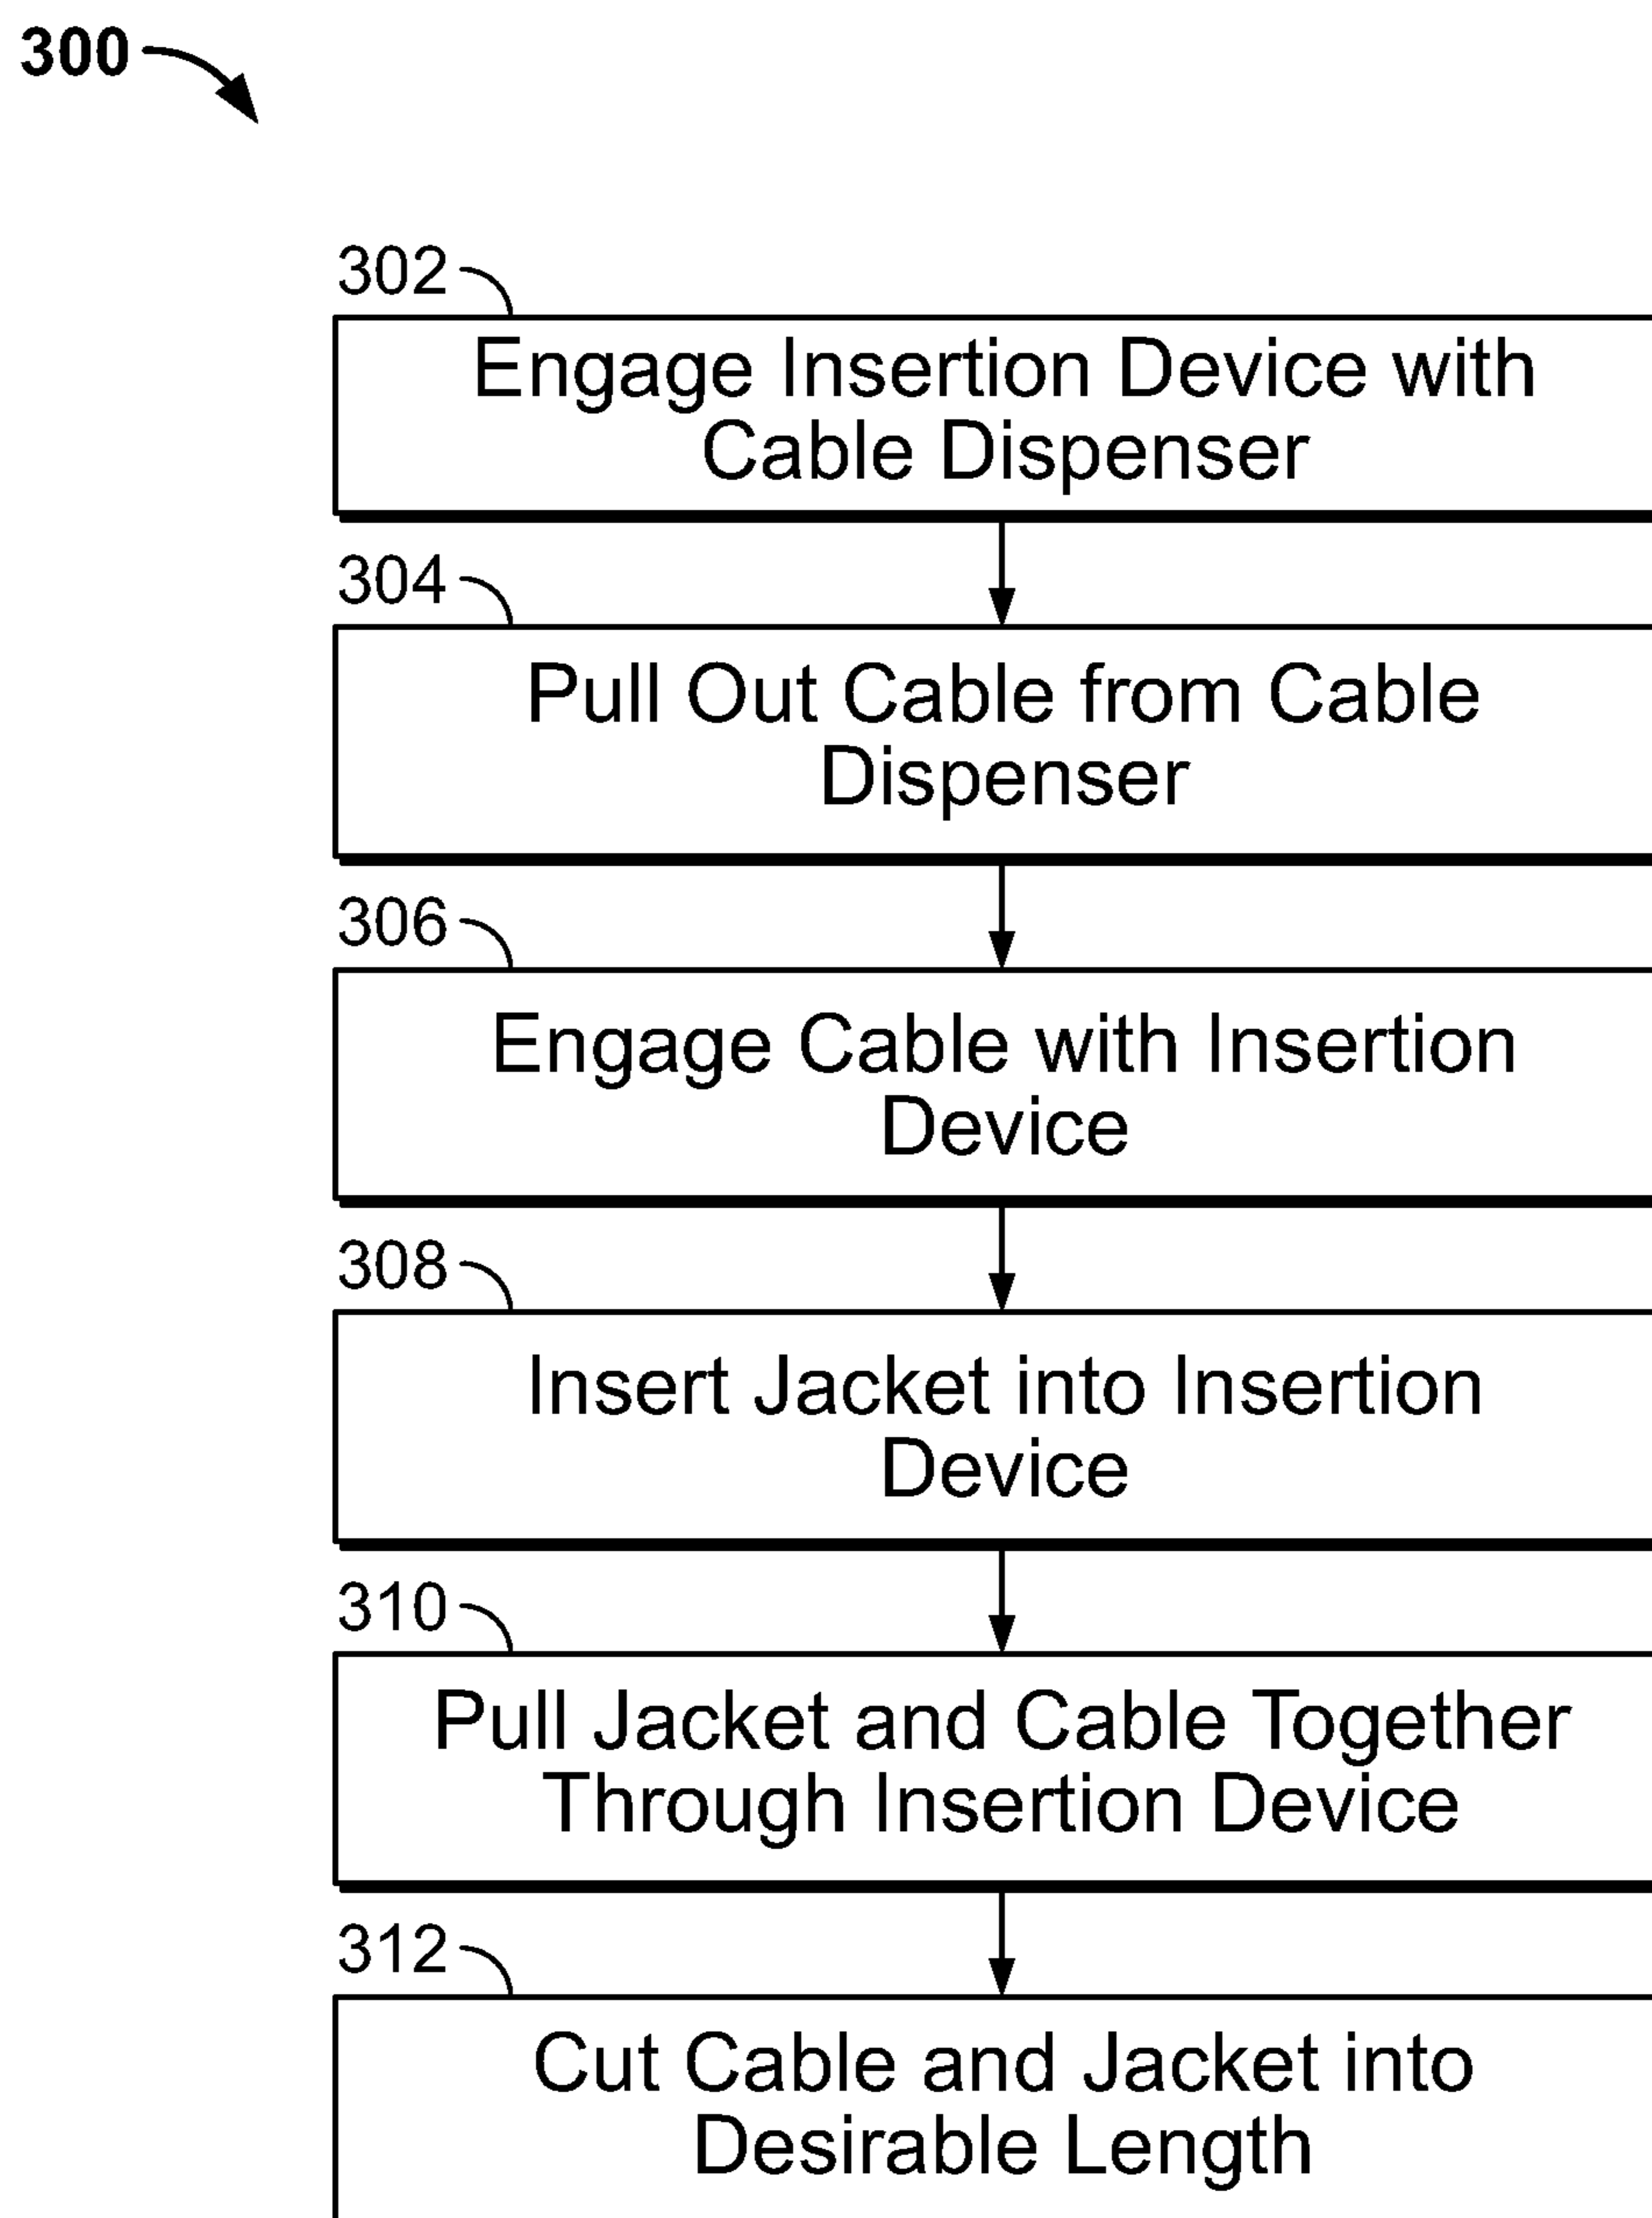 300
302
Engage Insertion Device with
Cable Dispenser
304
Pull Out Cable from Cable
Dispenser
306
Engage Cable with Insertion
Device
308
Insert Jacket into Insertion
Device
310
Pull Jacket and Cable Together
Through Insertion Device
312
Cut Cable and Jacket into
Desirable Length